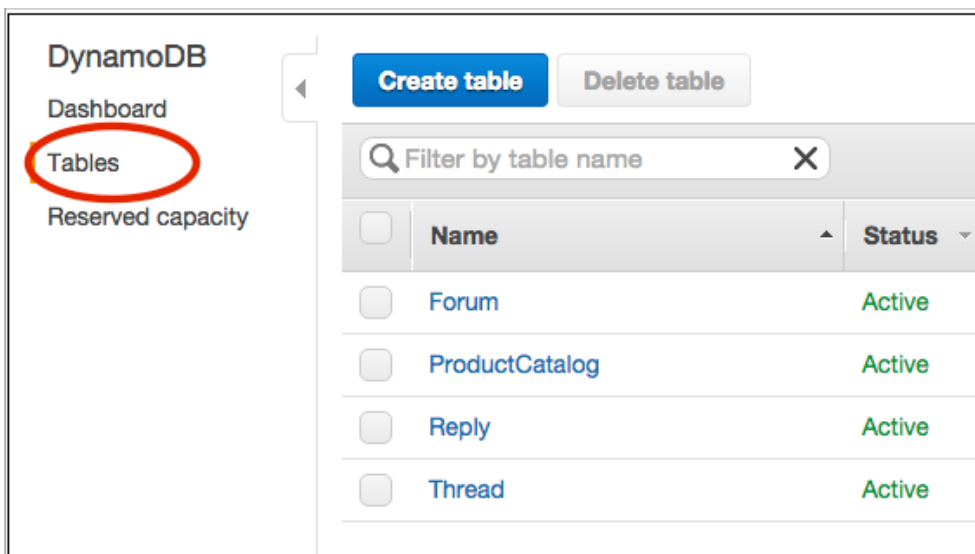 DynamoDB
Dashboard
Tables
Reserved capacity
Create table
Delete table
Filter by table name
Name
Status
Forum
Active
ProductCatalog
Active
Reply
Active
Thread
Active